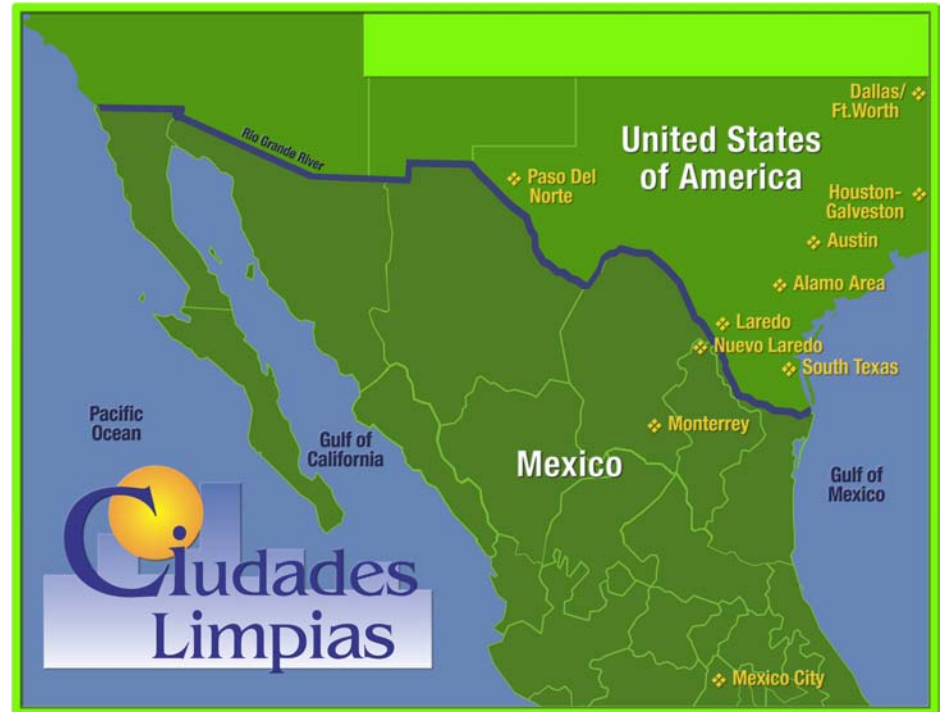 Dallas/
Ft.Worth
United States
of America
Rio Grande River
Paso Del
Norte
Houston-
Galveston
Austin
Alamo Area
Laredo
Nuevo Laredo
South Texas
Pacific
Ocean
Gulf of
California
Monterrey
Mexico
Gulf of
Mexico
Ciudades
Limpias
Mexico City